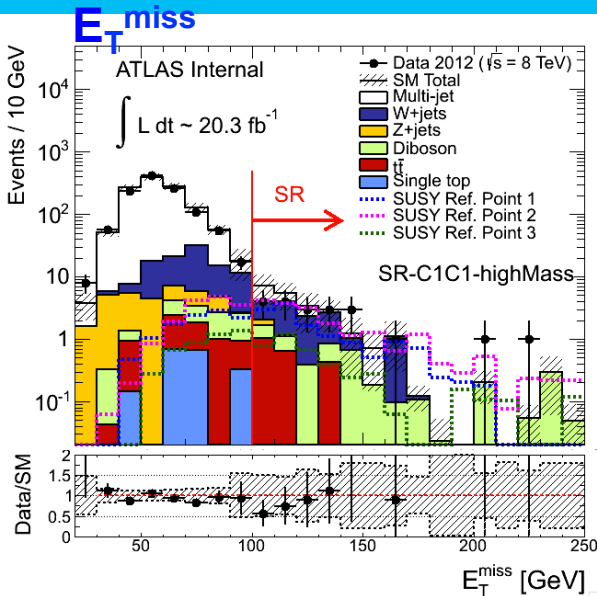 E_T^miss
Events / 10 GeV
10^4
10^3
10^2
10
1
10^-1
ATLAS Internal
∫ L dt ~ 20.3 fb^-1
Data 2012 (√s = 8 TeV)
SM Total
Multi-jet
W+jets
Z+jets
Diboson
tt̄
Single top
SUSY Ref. Point 1
SUSY Ref. Point 2
SUSY Ref. Point 3
SR
SR-C1C1-highMass
Data/SM
2
1.5
1
0.5
0
50 100 150 200 250
E_T^miss [GeV]